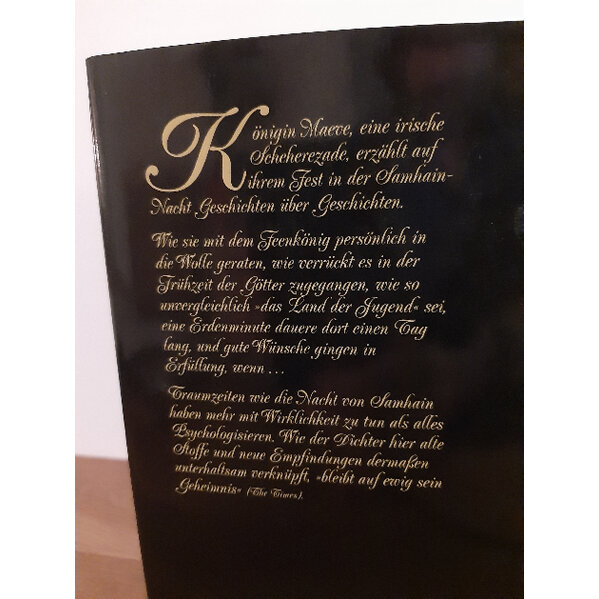 Königin Maeve, eine irische
Scheherezade, erzählt auf
ihrem Fest in der Samhain-
Nacht Geschichten über Geschichten.
Wie sie mit dem Feenkönig persönlich in
die Wolle geraten, wie verrückt es in der
Frühzeit der Götter zugegangen, wie so
unvergleichlich »das Land der Jugend« sei,
eine Erdenminute dauere dort einen Tag
lang, und gute Wünsche gingen in
Erfüllung, wenn ...
Traumzeiten wie die Nacht von Samhain
haben mehr mit Wirklichkeit zu tun als alles
Psychologisieren. Wie der Dichter hier alte
Stoffe und neue Empfindungen dermaßen
unterhaltsam verknüpft, »bleibt auf ewig sein
Geheimnis« (The Times).